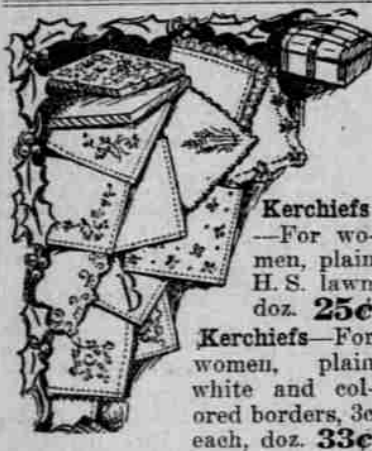 Kerchiefs
—For wo-
men, plain
H. S. lawn
doz. 25¢
Kerchiefs—For
women, plain
white and col-
ored borders, 3c
each, doz. 33¢